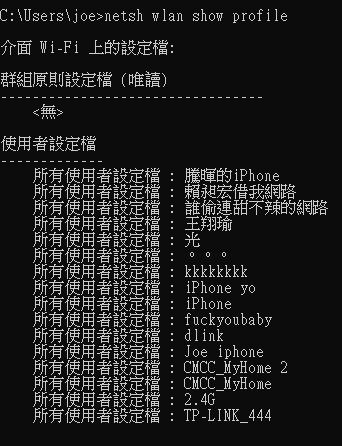 C:\Users\joe>netsh wlan show profile
介面 Wi-Fi 上的設定檔:
群組原則設定檔 (唯讀)
---------------------------------
<無>
使用者設定檔
-------------
所有使用者設定檔 : 騰暉的iPhone
所有使用者設定檔 : 賴昶宏借我網路
所有使用者設定檔 : 誰偷連甜不辣的網路
所有使用者設定檔 : 王翔瑜
所有使用者設定檔 : 光
所有使用者設定檔 : 。。。
所有使用者設定檔 : kkkkkkkk
所有使用者設定檔 : iPhone yo
所有使用者設定檔 : iPhone
所有使用者設定檔 : fuckyoubaby
所有使用者設定檔 : dlink
所有使用者設定檔 : Joe iphone
所有使用者設定檔 : CMCC_MyHome 2
所有使用者設定檔 : CMCC_MyHome
所有使用者設定檔 : 2.4G
所有使用者設定檔 : TP-LINK_444